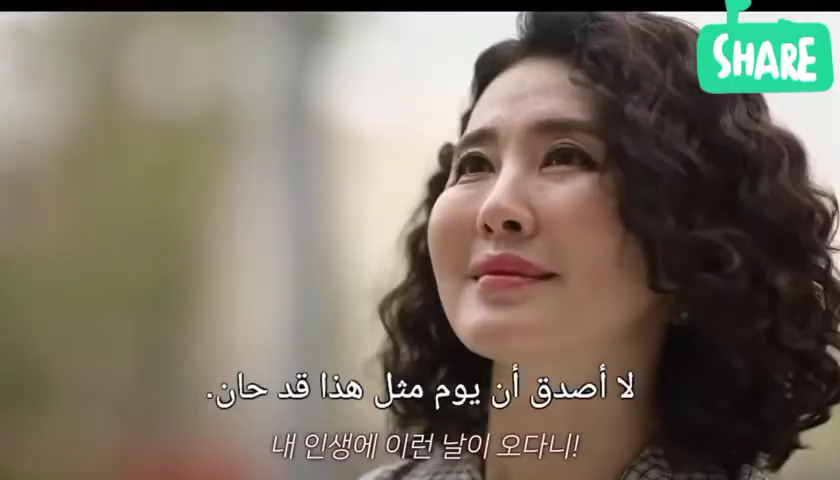 SHARE
لا أصدق أن يوم مثل هذا قد حان.
내 인생에 이런 날이 오다니!